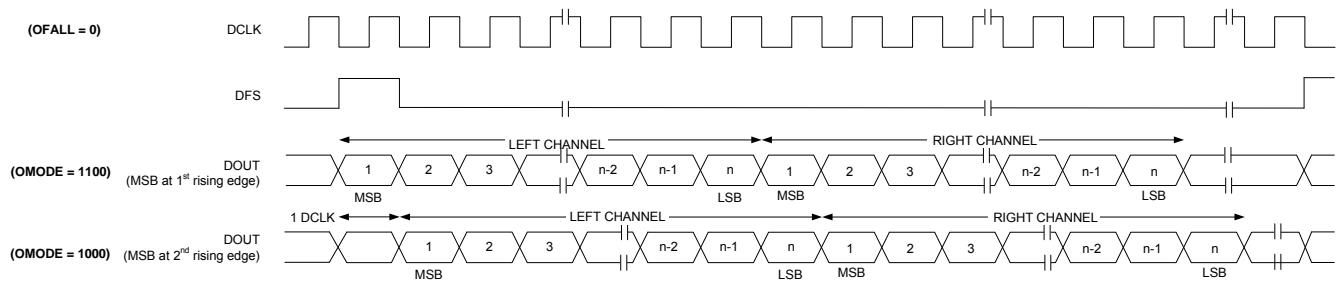 (OFALL = 0) DCLK
DFS
LEFT CHANNEL RIGHT CHANNEL
(OMODE = 1100) DOUT 1 2 3 n-2 n-1 n 1 2 3 n-2 n-1 n
(MSB at 1st rising edge)
MSB LSB MSB LSB
1 DCLK LEFT CHANNEL RIGHT CHANNEL
DOUT 1 2 3 n-2 n-1 n 1 2 3 n-2 n-1 n
(OMODE = 1000) (MSB at 2nd rising edge)
MSB LSB MSB LSB